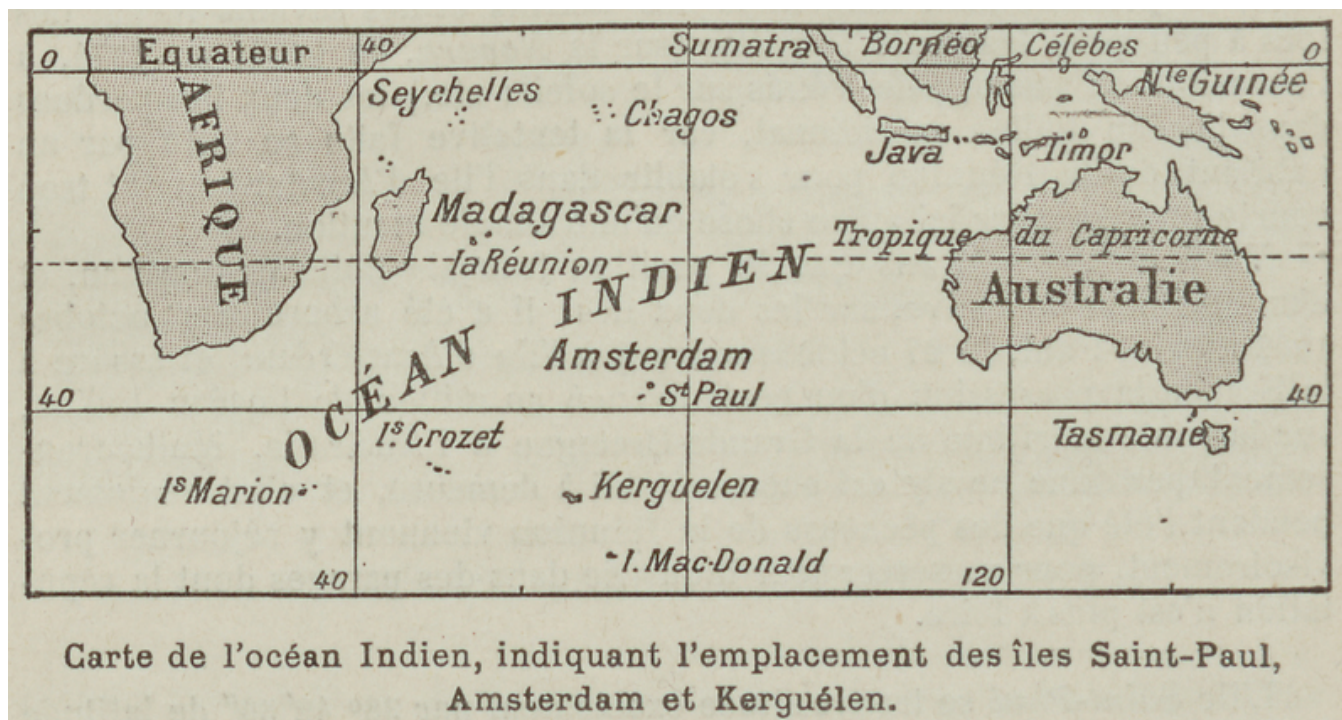 Equateur
40
Sumatra
Bornéo
Célèbes
0
0
Nlle Guinée
Seychelles
Chagos
AFRIQUE
Java
Timor
Madagascar
Tropique du Capricorne
la Réunion
OCÉAN INDIEN
Australie
Amsterdam
St Paul
40
40
Is. Crozet
Tasmanie
Is Marion
Kerguelen
I. Mac-Donald
40
120
Carte de l'océan Indien, indiquant l'emplacement des îles Saint-Paul,
Amsterdam et Kerguélen.